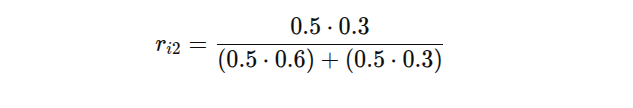 r_{i2} = \frac{0.5 \cdot 0.3}{(0.5 \cdot 0.6) + (0.5 \cdot 0.3)}